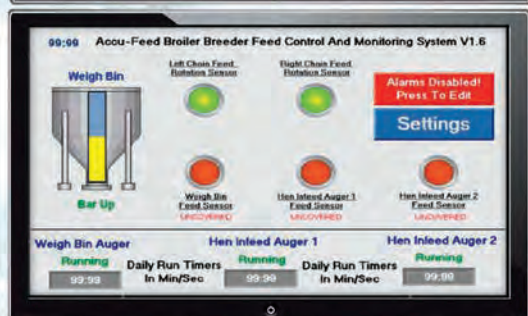 99:99 Accu-Feed Broiler Breeder Feed Control And Monitoring System V1.6
Weigh Bin
Left Chain Feed
Rotation Sensor
Right Chain Feed
Rotation Sensor
Alarms Disabled!
Press To Edit
Settings
Bar Up
Weigh Bin
Feed Sensor
UNCOVERED
Hen Infeed Auger 1
Feed Sensor
UNCOVERED
Hen Infeed Auger 2
Feed Sensor
UNCOVERED
Weigh Bin Auger
Running
99:99
Daily Run Timers
In Min/Sec
Hen Infeed Auger 1
Running
99:99
Daily Run Timers
In Min/Sec
Hen Infeed Auger 2
Running
99:99